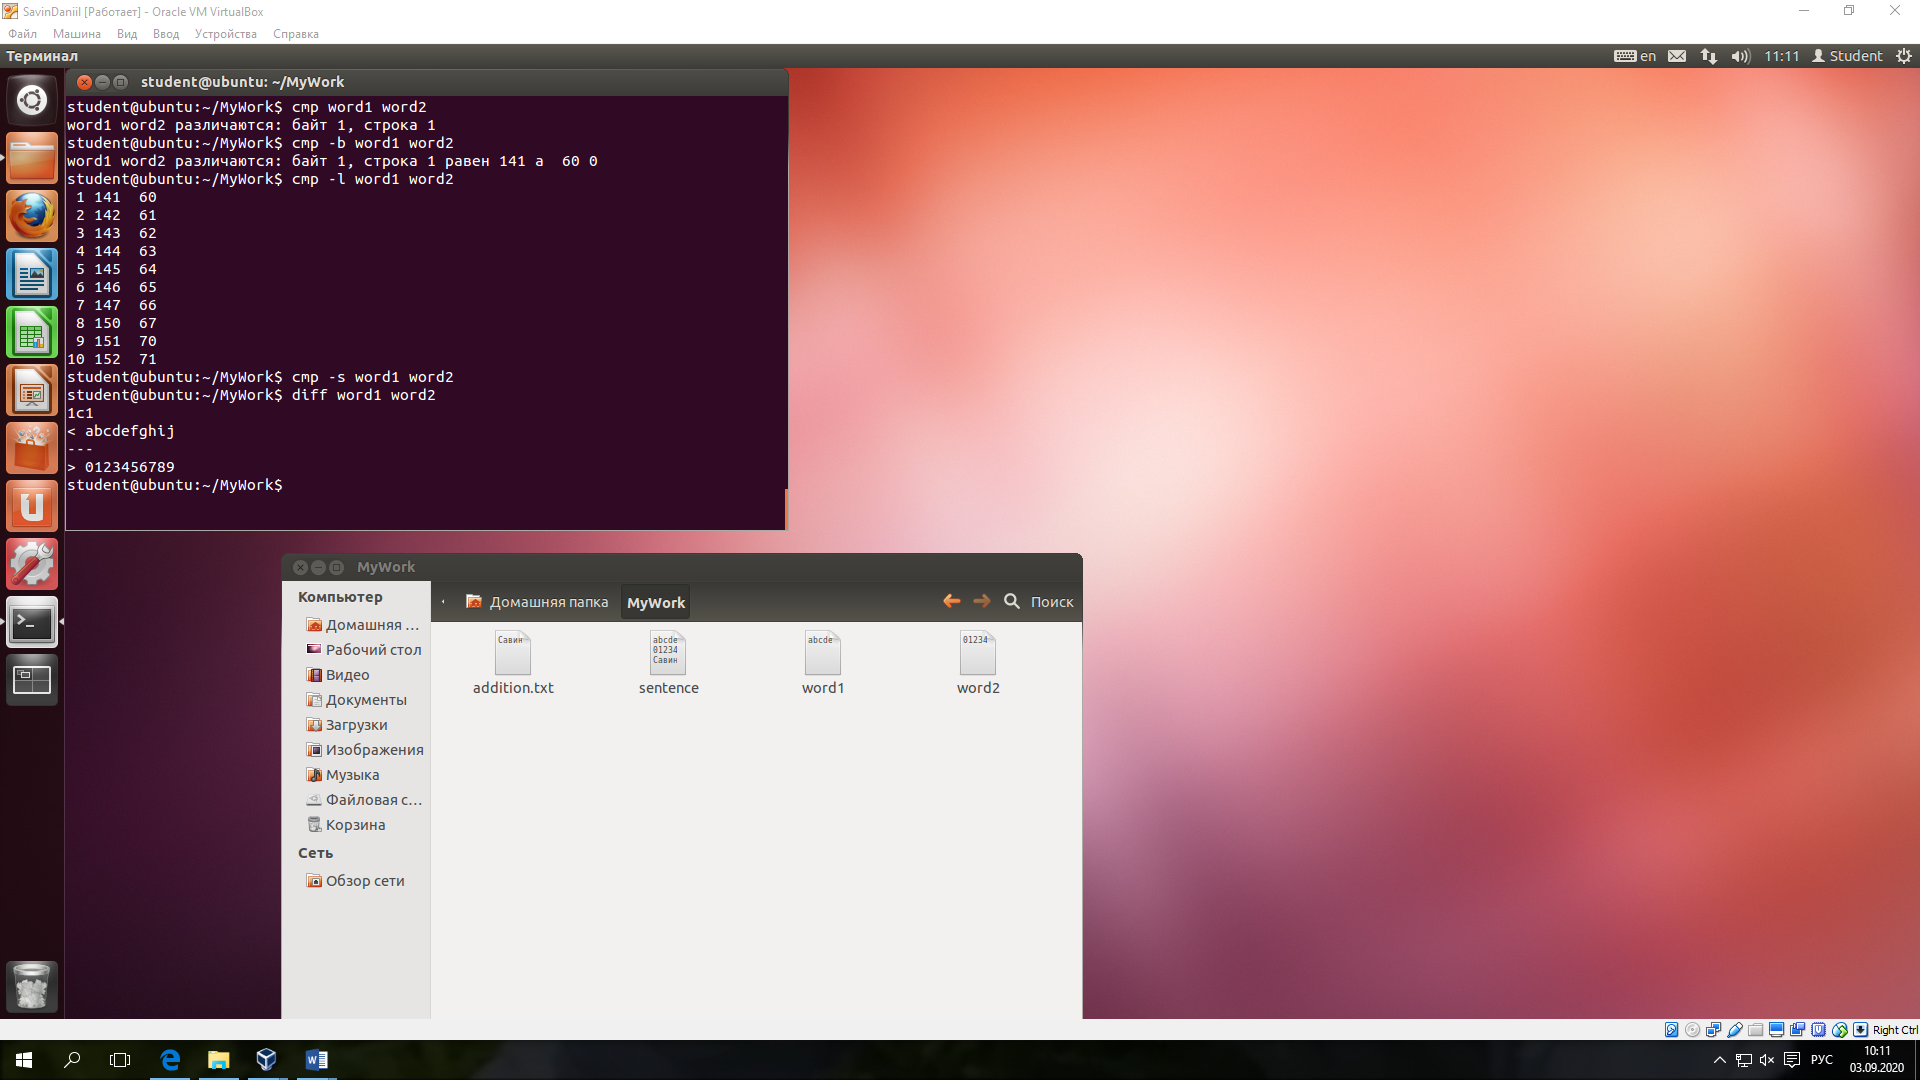 SavinDaniil [Работает] - Oracle VM VirtualBox
Файл Машина Вид Ввод Устройства Справка
Терминал en 11:11 Student
student@ubuntu: ~/MyWork
student@ubuntu:~/MyWork$ cmp word1 word2
word1 word2 различаются: байт 1, строка 1
student@ubuntu:~/MyWork$ cmp -b word1 word2
word1 word2 различаются: байт 1, строка 1 равен 141 a  60 0
student@ubuntu:~/MyWork$ cmp -l word1 word2
 1 141  60
 2 142  61
 3 143  62
 4 144  63
 5 145  64
 6 146  65
 7 147  66
 8 150  67
 9 151  70
10 152  71
student@ubuntu:~/MyWork$ cmp -s word1 word2
student@ubuntu:~/MyWork$ diff word1 word2
1c1
< abcdefghij
---
> 0123456789
student@ubuntu:~/MyWork$
MyWork
Компьютер
Домашняя ...
Рабочий стол
Видео
Документы
Загрузки
Изображения
Музыка
Файловая с...
Корзина
Сеть
Обзор сети
Домашняя папка MyWork Поиск
Савин
addition.txt
abcde
01234
Савин
sentence
abcde
word1
01234
word2
Right Ctrl
РУС
10:11
03.09.2020